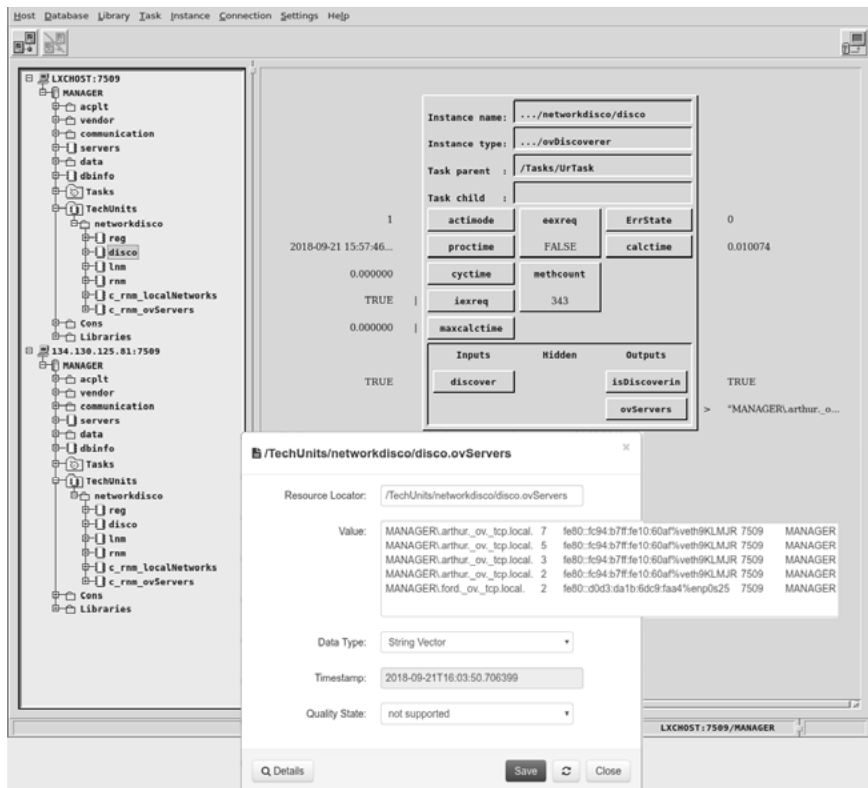 Host Database Library Task Instance Connection Settings Help
LXCHOST:7509
MANAGER
acplt
vendor
communication
servers
data
dbinfo
Tasks
TechUnits
networkdisco
reg
disco
lnm
rnm
c_rnm_localNetworks
c_rnm_ovServers
Cons
Libraries
134.130.125.81:7509
MANAGER
acplt
vendor
communication
servers
data
dbinfo
Tasks
TechUnits
networkdisco
reg
disco
lnm
rnm
c_rnm_localNetworks
c_rnm_ovServers
Cons
Libraries
Instance name: .../networkdisco/disco
Instance type: .../ovDiscoverer
Task parent : /Tasks/UrTask
Task child :
1 actimode eexreq ErrState 0
2018-09-21 15:57:46... proctime FALSE calctime 0.010074
0.000000 cyctime methcount
TRUE | iexreq 343
0.000000 | maxcalctime
Inputs Hidden Outputs
TRUE discover isDiscoverin TRUE
ovServers > "MANAGER\.arthur._o...
/TechUnits/networkdisco/disco.ovServers ×
Resource Locator: /TechUnits/networkdisco/disco.ovServers
Value: MANAGER\.arthur._ov._tcp.local. 7 fe80::fc94:b7ff:fe10:60af%veth9KLMJR 7509 MANAGER
MANAGER\.arthur._ov._tcp.local. 5 fe80::fc94:b7ff:fe10:60af%veth9KLMJR 7509 MANAGER
MANAGER\.arthur._ov._tcp.local. 3 fe80::fc94:b7ff:fe10:60af%veth9KLMJR 7509 MANAGER
MANAGER\.arthur._ov._tcp.local. 2 fe80::fc94:b7ff:fe10:60af%veth9KLMJR 7509 MANAGER
MANAGER\.ford._ov._tcp.local. 2 fe80::d0d3:da1b:6dc9:faa4%enp0s25 7509 MANAGER
Data Type: String Vector
Timestamp: 2018-09-21T16:03:50.706399
Quality State: not supported
LXCHOST:7509/MANAGER
Details Save Close